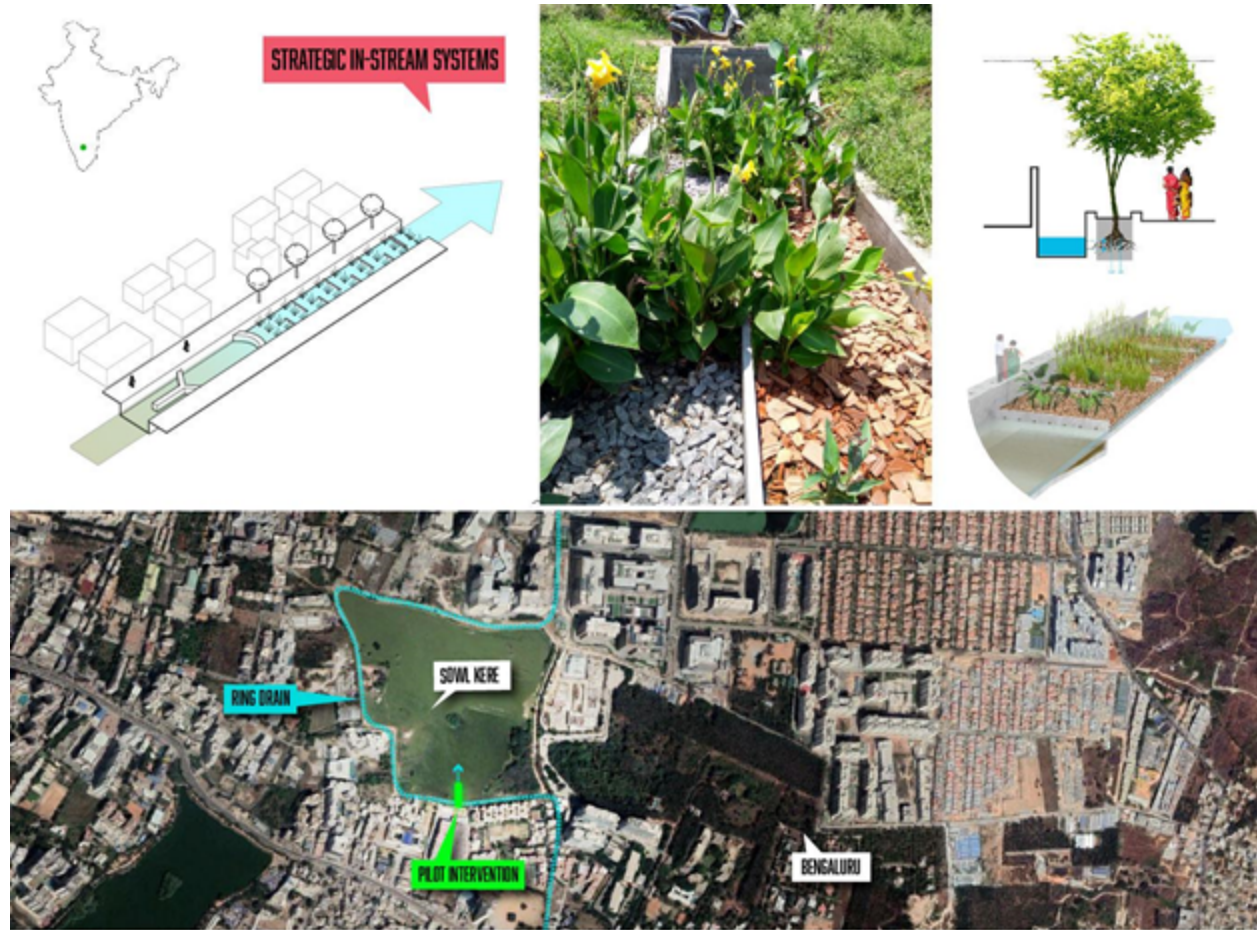 STRATEGIC IN-STREAM SYSTEMS
SOWL KERE
RING DRAIN
PILOT INTERVENTION
BENGALURU